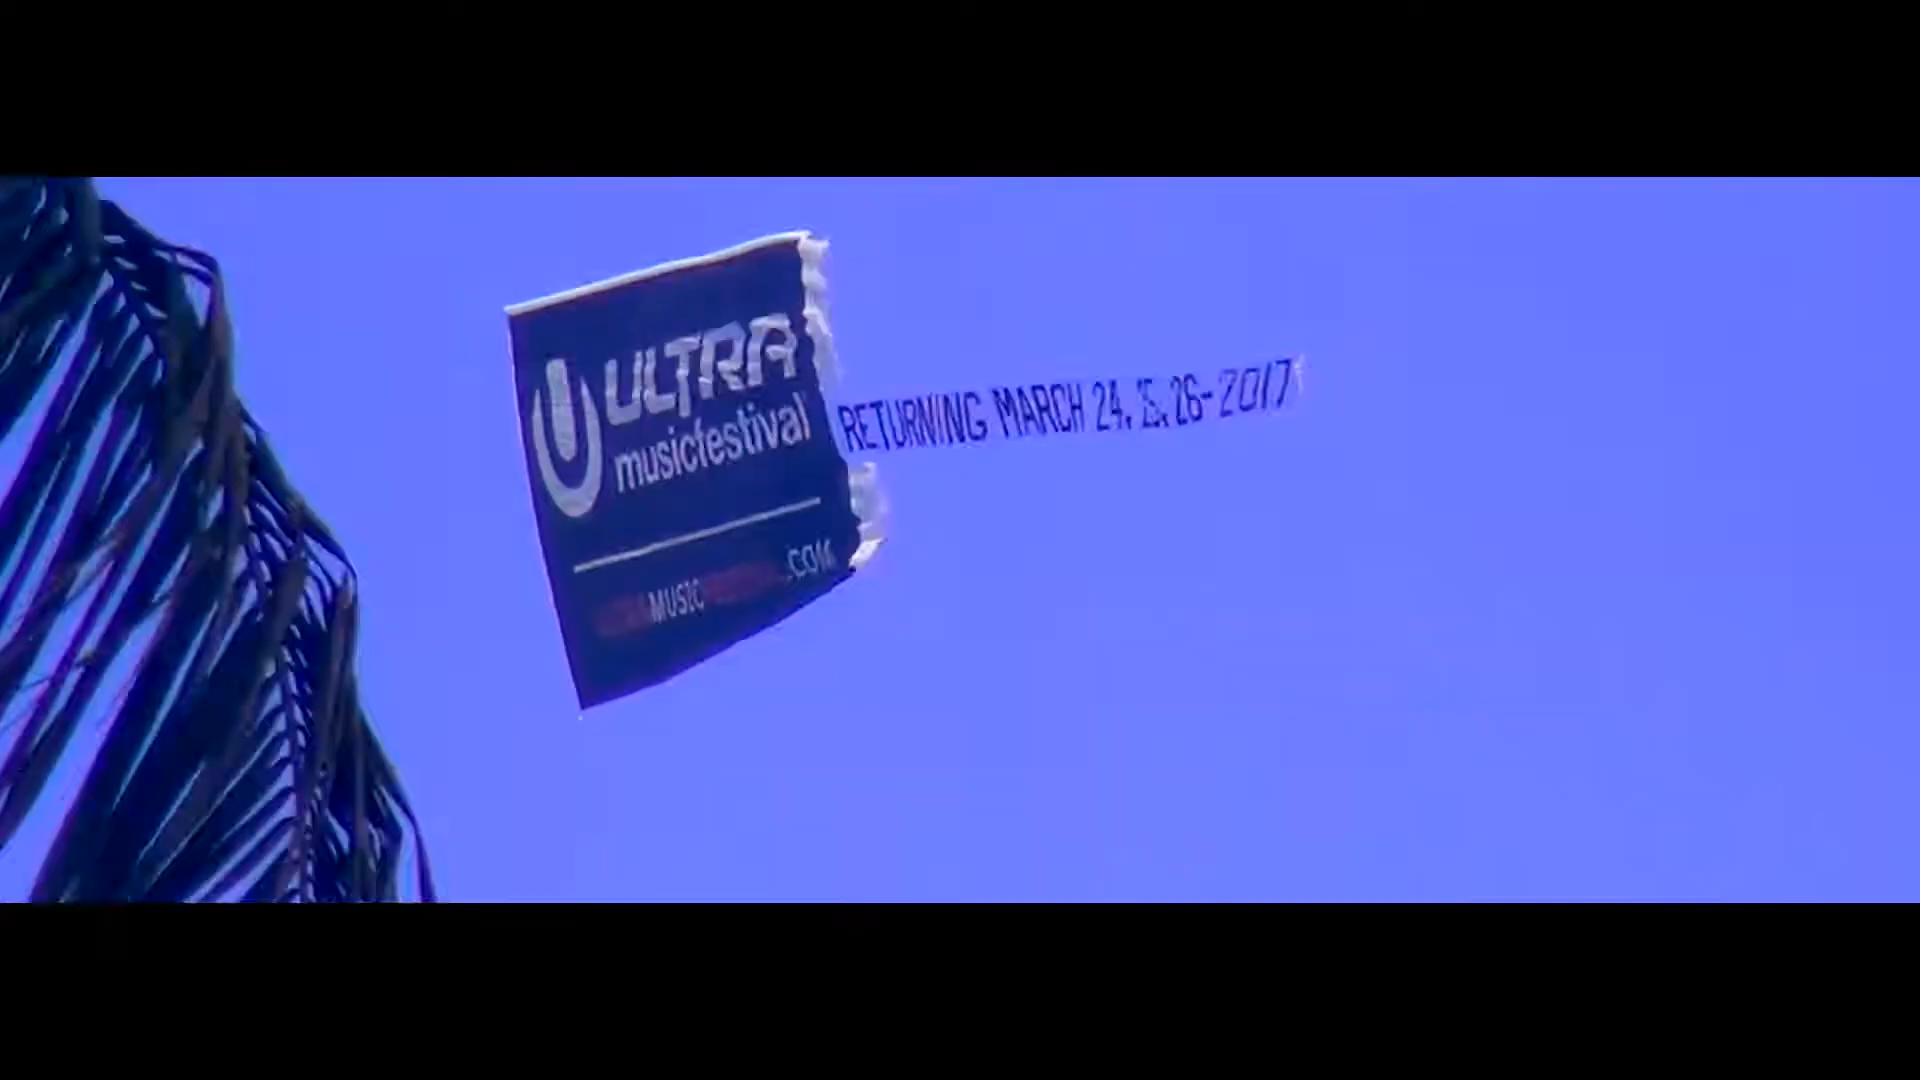 ULTRA
musicfestival
MUSIC .COM
RETURNING MARCH 24, 25, 26-2017